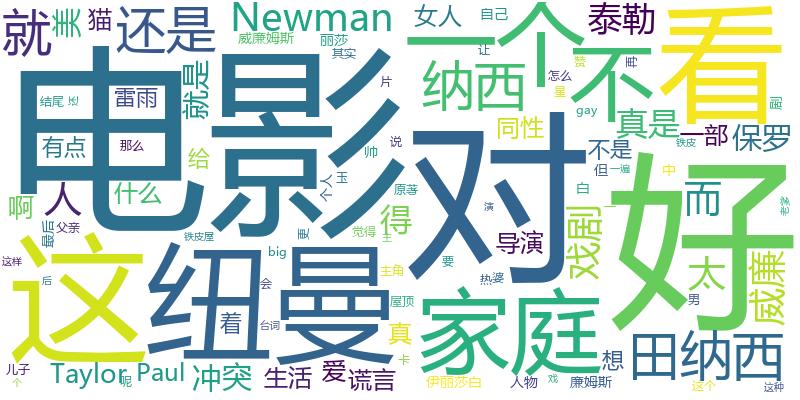 就
美
猫
还是
威廉姆斯
Newman
丽莎
其实
女人
自己
让
一个
泰勒
看
电影
雷雨
就是
片
纳西
赞
怎么
星
不
再
剧
结尾
还
有点
那么
给
帅
说
对
同性
gay
真是
一部
保罗
铁皮
不是
但
一遍
啊
人
什么
个人
玉
原著
得
白
中
好
而
老爹
最后
父亲
铁皮屋
更
觉得
王
演
导演
戏剧
一
这样
这
纽曼
big
会
主角
要
热
婆
屋顶
家庭
太
威廉
男
后
着
台词
真
卡
想
田纳西
儿子
个
Taylor
Paul
呢
冲突
生活
爱
谎言
伊丽莎白
人物
戏
廉姆斯
这个
这种